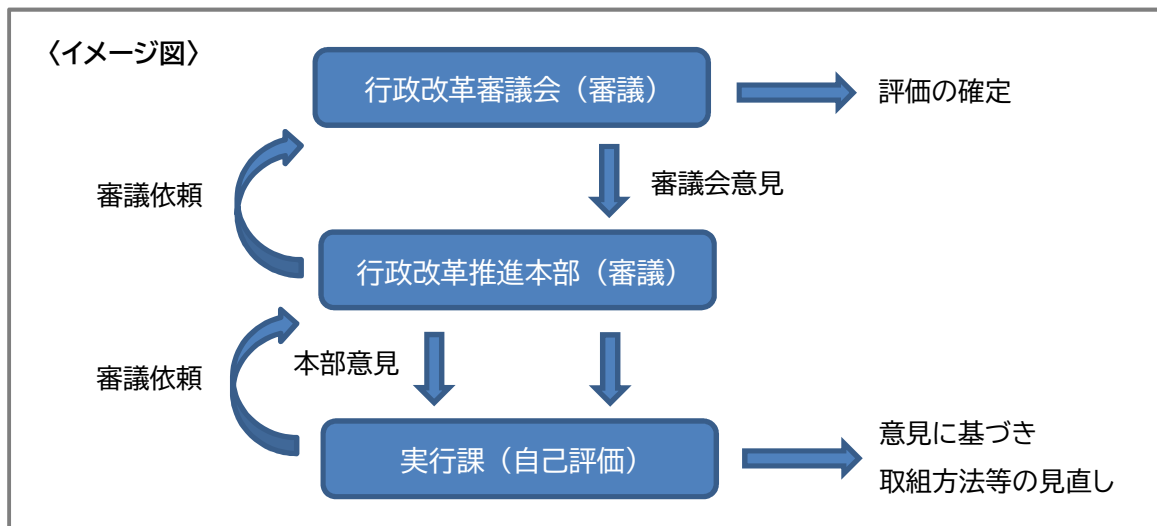 〈イメージ図〉
行政改革審議会（審議）
評価の確定
審議依頼
審議会意見
行政改革推進本部（審議）
審議依頼
本部意見
実行課（自己評価）
意見に基づき
取組方法等の見直し